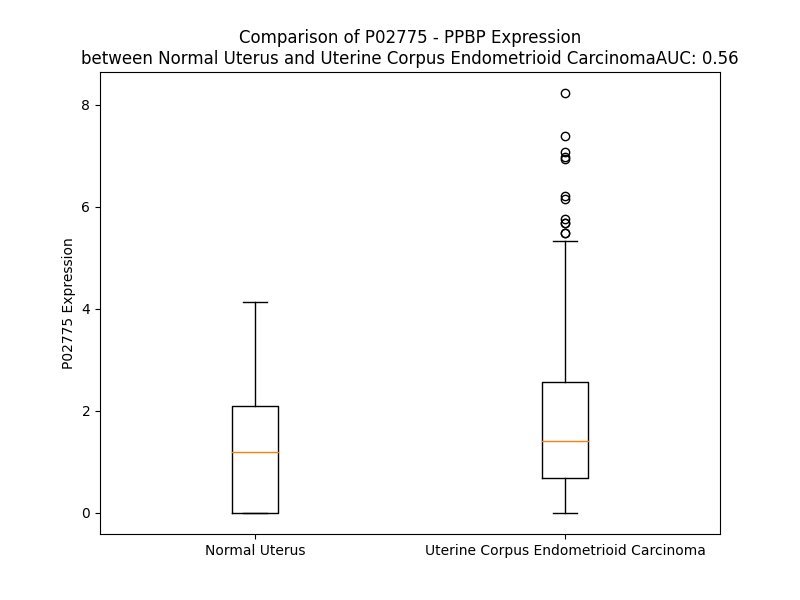 Comparison of P02775 - PPBP Expression
between Normal Uterus and Uterine Corpus Endometrioid CarcinomaAUC: 0.56
8
6
4
2
0
P02775 Expression
Normal Uterus
Uterine Corpus Endometrioid Carcinoma